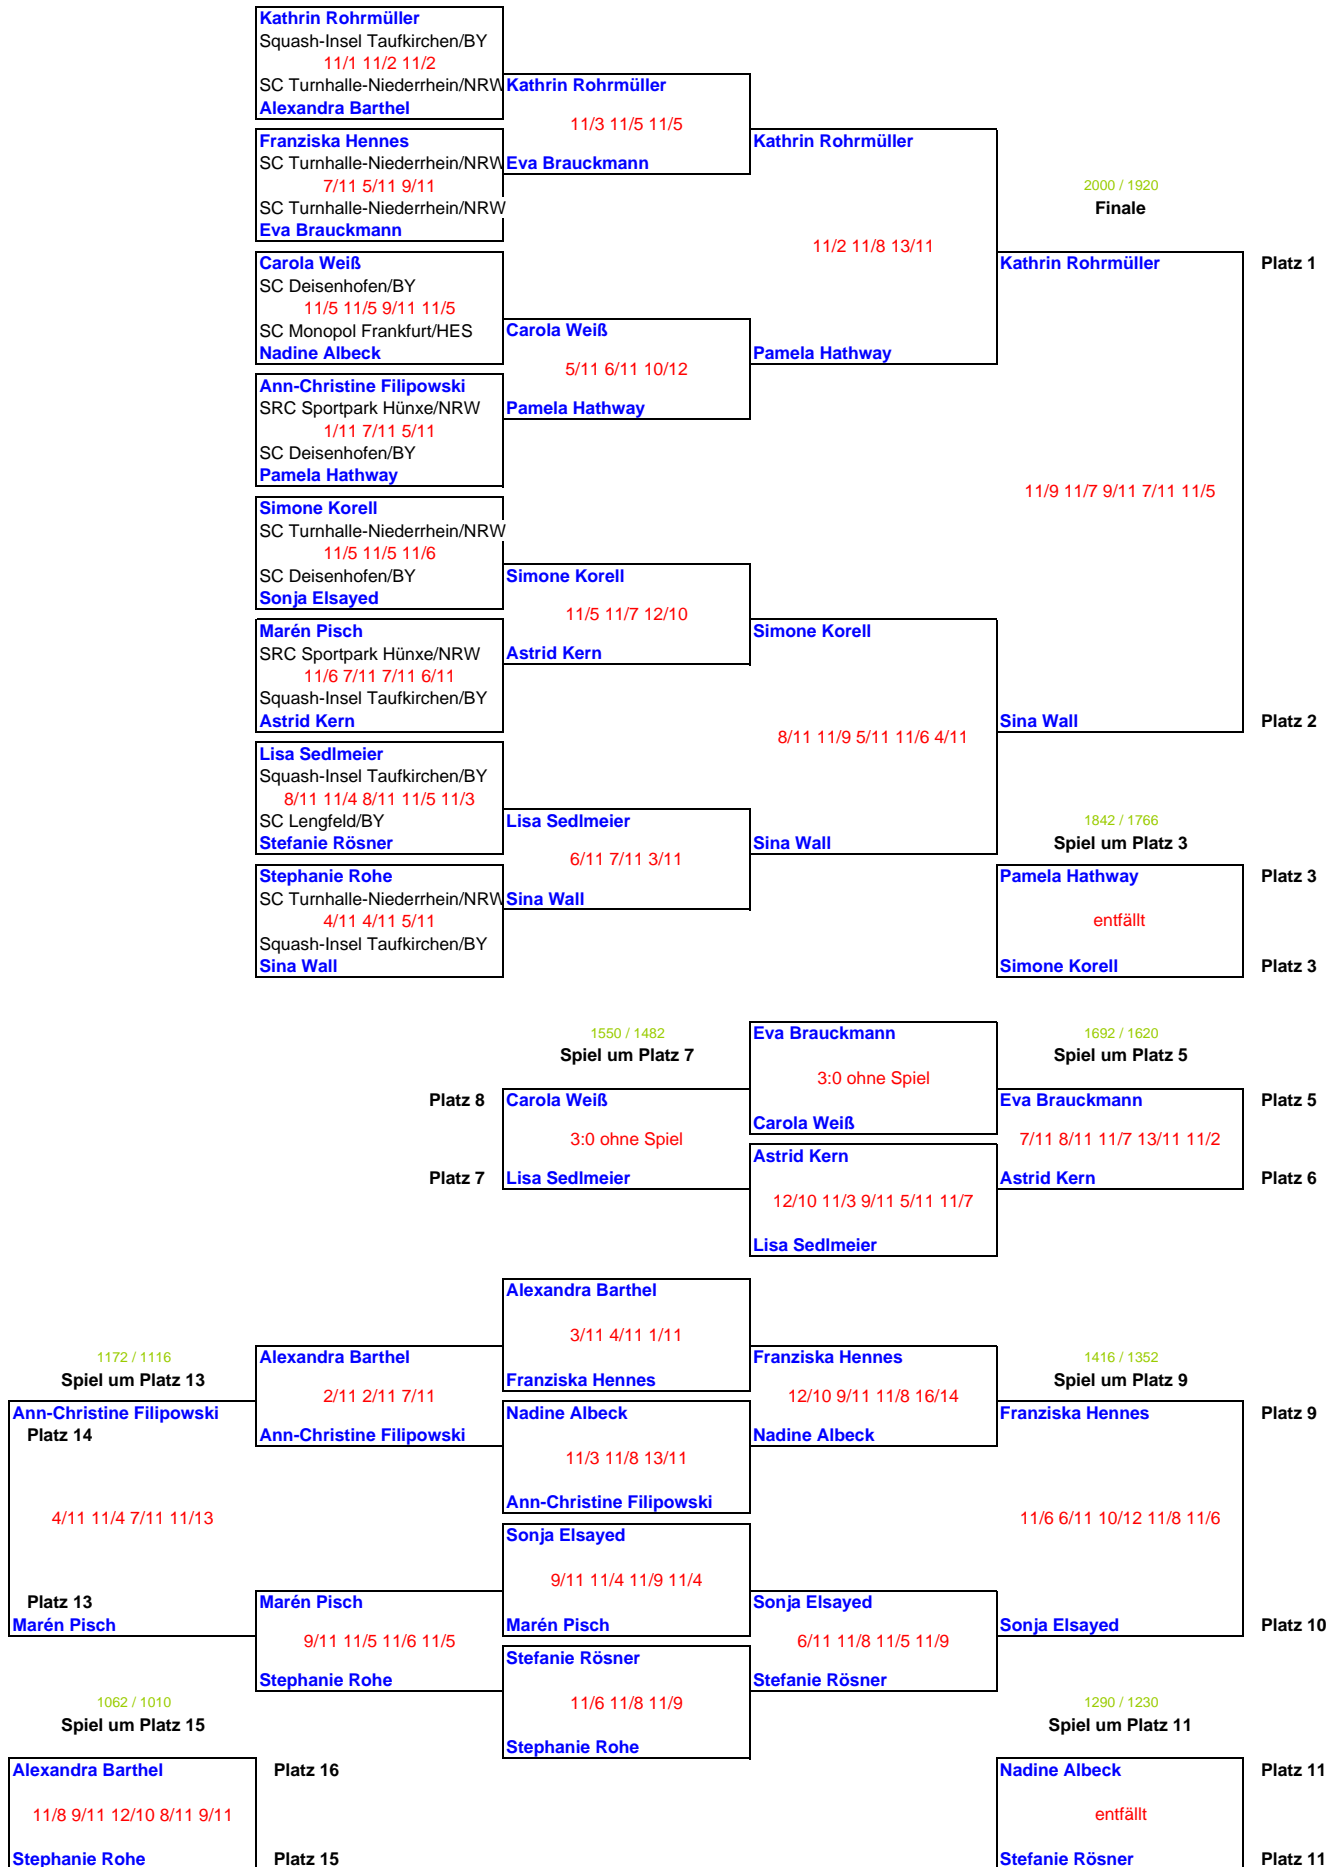 Kathrin Rohrmüller
Squash-Insel Taufkirchen/BY
11/1 11/2 11/2
SC Turnhalle-Niederrhein/NRW
Alexandra Barthel
Franziska Hennes
SC Turnhalle-Niederrhein/NRW
7/11 5/11 9/11
SC Turnhalle-Niederrhein/NRW
Eva Brauckmann
Carola Weiß
SC Deisenhofen/BY
11/5 11/5 9/11 11/5
SC Monopol Frankfurt/HES
Nadine Albeck
Ann-Christine Filipowski
SRC Sportpark Hünxe/NRW
1/11 7/11 5/11
SC Deisenhofen/BY
Pamela Hathway
Simone Korell
SC Turnhalle-Niederrhein/NRW
11/5 11/5 11/6
SC Deisenhofen/BY
Sonja Elsayed
Marén Pisch
SRC Sportpark Hünxe/NRW
11/6 7/11 7/11 6/11
Squash-Insel Taufkirchen/BY
Astrid Kern
Lisa Sedlmeier
Squash-Insel Taufkirchen/BY
8/11 11/4 8/11 11/5 11/3
SC Lengfeld/BY
Stefanie Rösner
Stephanie Rohe
SC Turnhalle-Niederrhein/NRW
4/11 4/11 5/11
Squash-Insel Taufkirchen/BY
Sina Wall
Kathrin Rohrmüller
11/3 11/5 11/5
Eva Brauckmann
Carola Weiß
5/11 6/11 10/12
Pamela Hathway
Simone Korell
11/5 11/7 12/10
Astrid Kern
Lisa Sedlmeier
6/11 7/11 3/11
Sina Wall
Kathrin Rohrmüller
11/2 11/8 13/11
Pamela Hathway
Simone Korell
8/11 11/9 5/11 11/6 4/11
Sina Wall
2000 / 1920
Finale
Kathrin Rohrmüller
Platz 1
11/9 11/7 9/11 7/11 11/5
Sina Wall
Platz 2
1842 / 1766
Spiel um Platz 3
Pamela Hathway
Platz 3
entfällt
Simone Korell
Platz 3
1550 / 1482
Spiel um Platz 7
Platz 8
Carola Weiß
3:0 ohne Spiel
Platz 7
Lisa Sedlmeier
Eva Brauckmann
3:0 ohne Spiel
Carola Weiß
Astrid Kern
12/10 11/3 9/11 5/11 11/7
Lisa Sedlmeier
1692 / 1620
Spiel um Platz 5
Eva Brauckmann
Platz 5
7/11 8/11 11/7 13/11 11/2
Astrid Kern
Platz 6
1172 / 1116
Spiel um Platz 13
Ann-Christine Filipowski
Platz 14
4/11 11/4 7/11 11/13
Platz 13
Marén Pisch
Alexandra Barthel
2/11 2/11 7/11
Ann-Christine Filipowski
Marén Pisch
9/11 11/5 11/6 11/5
Stephanie Rohe
Alexandra Barthel
3/11 4/11 1/11
Franziska Hennes
Nadine Albeck
11/3 11/8 13/11
Ann-Christine Filipowski
Sonja Elsayed
9/11 11/4 11/9 11/4
Marén Pisch
Stefanie Rösner
11/6 11/8 11/9
Stephanie Rohe
Franziska Hennes
12/10 9/11 11/8 16/14
Nadine Albeck
Sonja Elsayed
6/11 11/8 11/5 11/9
Stefanie Rösner
1416 / 1352
Spiel um Platz 9
Franziska Hennes
Platz 9
11/6 6/11 10/12 11/8 11/6
Sonja Elsayed
Platz 10
1062 / 1010
Spiel um Platz 15
Alexandra Barthel
Platz 16
11/8 9/11 12/10 8/11 9/11
Stephanie Rohe
Platz 15
1290 / 1230
Spiel um Platz 11
Nadine Albeck
Platz 11
entfällt
Stefanie Rösner
Platz 11